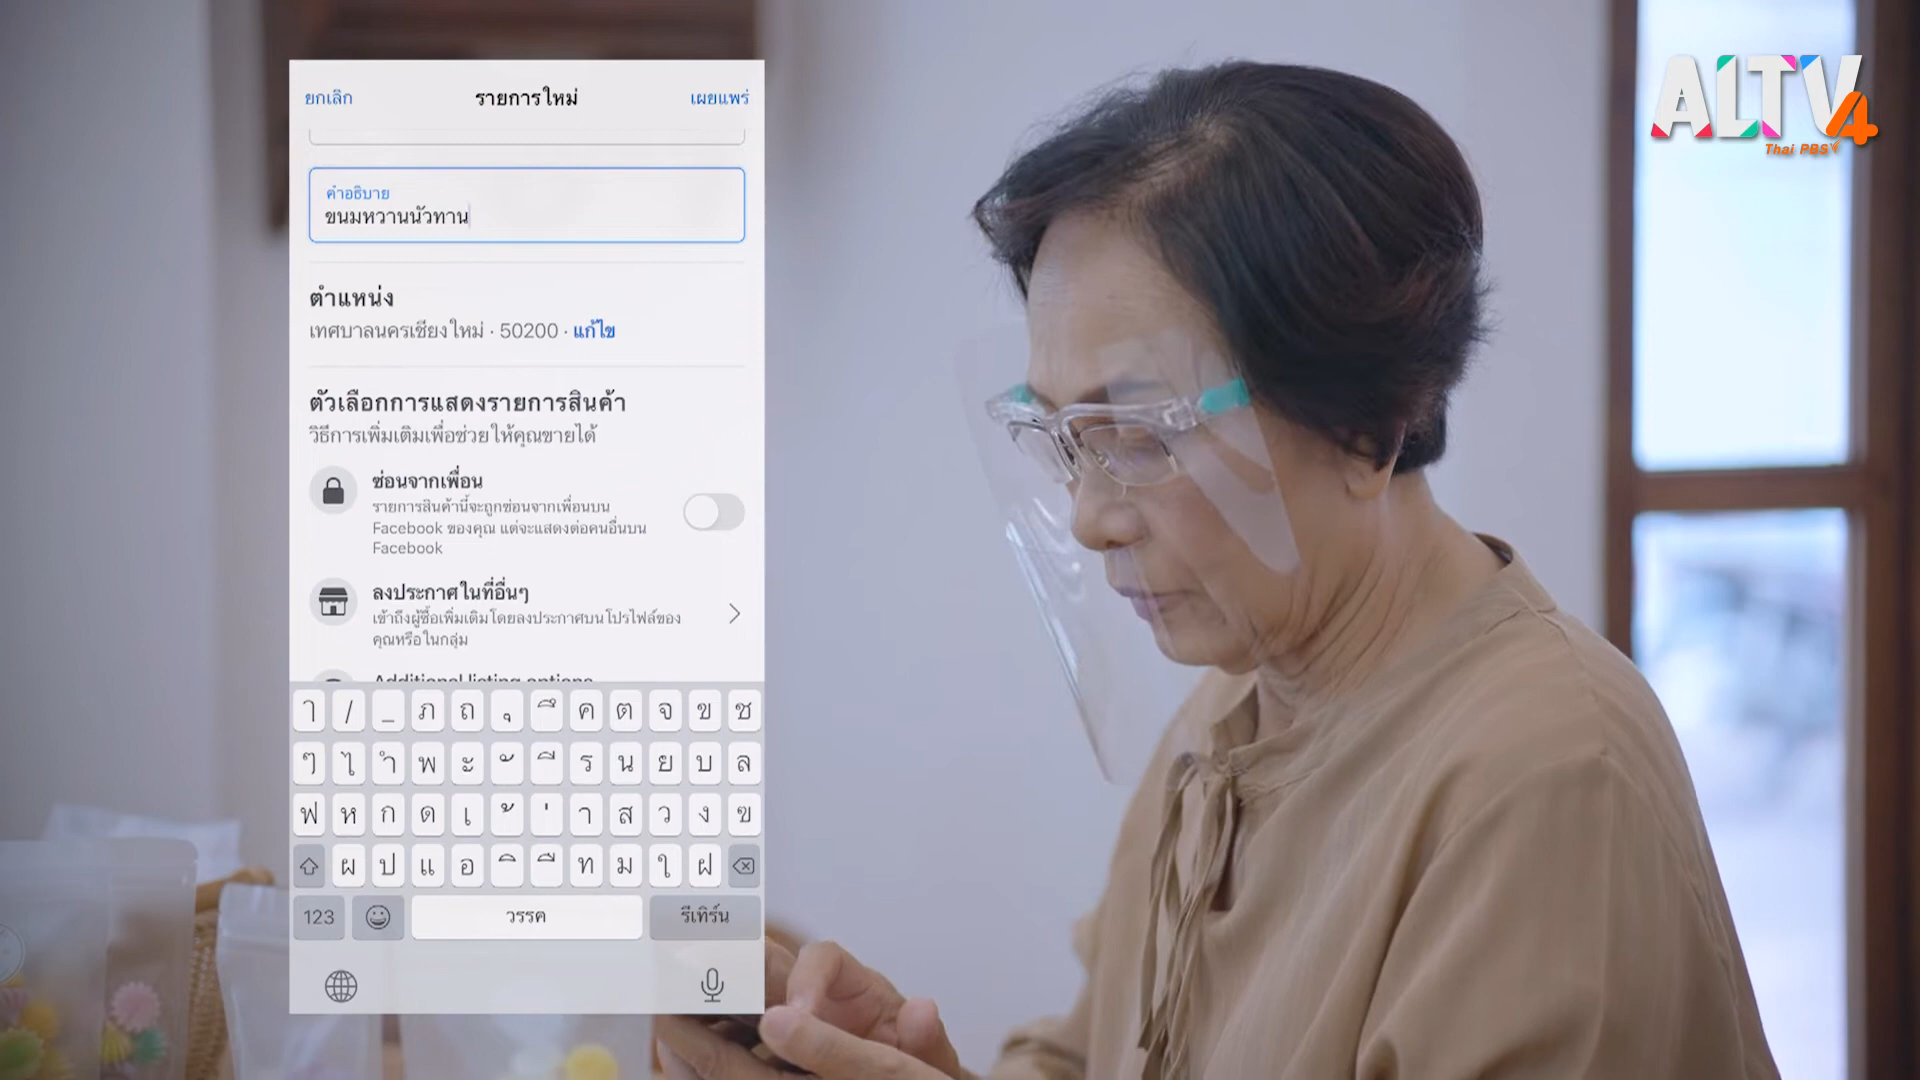 ยกเลิก รายการใหม่ เผยแพร่
คำอธิบาย
ขนมหวานนัวทาน
ตำแหน่ง
เทศบาลนครเชียงใหม่ · 50200 · แก้ไข
ตัวเลือกการแสดงรายการสินค้า
วิธีการเพิ่มเติมเพื่อช่วยให้คุณขายได้
ซ่อนจากเพื่อน
รายการสินค้านี้จะถูกซ่อนจากเพื่อนบน
Facebook ของคุณ แต่จะแสดงต่อคนอื่นบน
Facebook
ลงประกาศในที่อื่นๆ
เข้าถึงผู้ซื้อเพิ่มเติมโดยลงประกาศบนโปรไฟล์ของ
คุณหรือในกลุ่ม
Additional listing options
ๅ / _ ภ ถ ุ ึ ค ต จ ข ช
ๆ ไ ำ พ ะ ั ี ร น ย บ ล
ฟ ห ก ด เ ้ ่ า ส ว ง ฃ
ผ ป แ อ ิ ื ท ม ใ ฝ
123 วรรค รีเทิร์น
ALTV4
Thai PBS